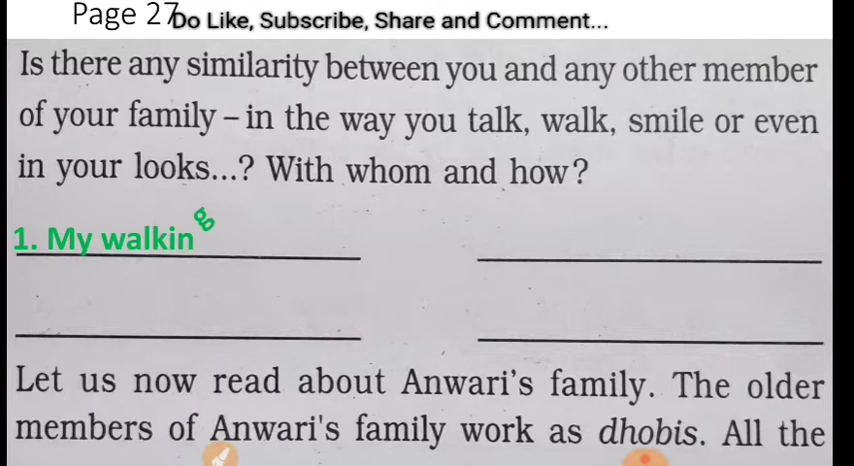 Page 27
Do Like, Subscribe, Share and Comment...
Is there any similarity between you and any other member
of your family – in the way you talk, walk, smile or even
in your looks...? With whom and how?
1. My walking
Let us now read about Anwari's family. The older
members of Anwari's family work as dhobis. All the